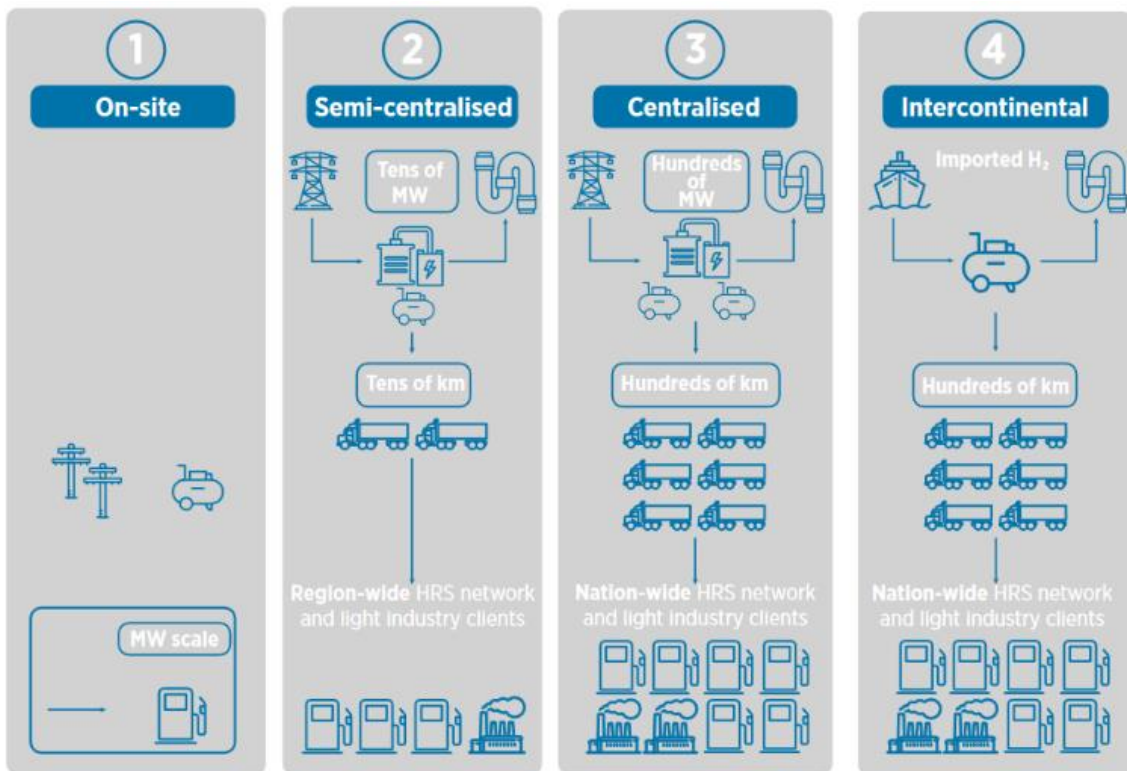 1
On-site
MW scale
2
Semi-centralised
Tens of
MW
Tens of km
Region-wide HRS network
and light industry clients
3
Centralised
Hundreds
of
MW
Hundreds of km
Nation-wide HRS network
and light industry clients
4
Intercontinental
Imported H₂
Hundreds of km
Nation-wide HRS network
and light industry clients